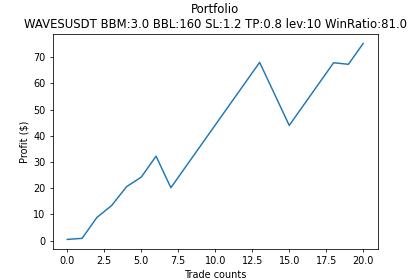 Portfolio
WAVESUSDT BBM:3.0 BBL:160 SL:1.2 TP:0.8 lev:10 WinRatio:81.0
Profit ($)
70
60
50
40
30
20
10
0
0.0 2.5 5.0 7.5 10.0 12.5 15.0 17.5 20.0
Trade counts